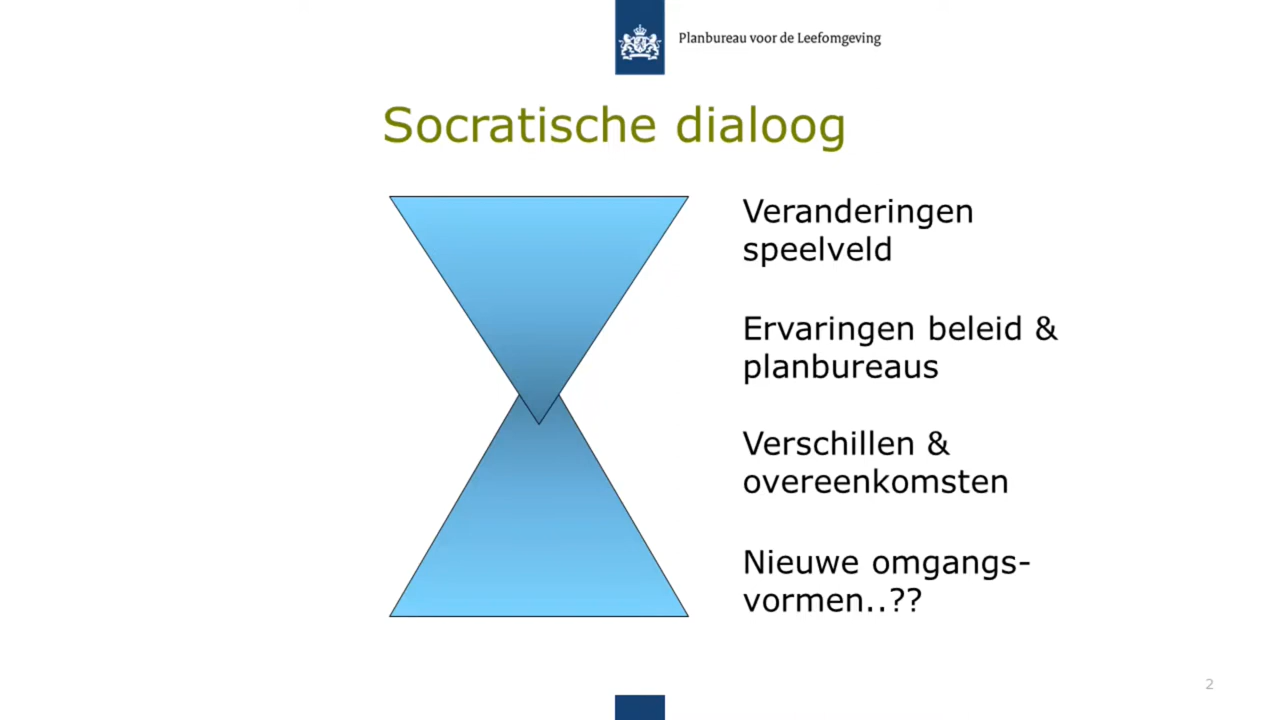 Planbureau voor de Leefomgeving
Socratische dialoog
Veranderingen
speelveld
Ervaringen beleid &
planbureaus
Verschillen &
overeenkomsten
Nieuwe omgangs-
vormen..??
2